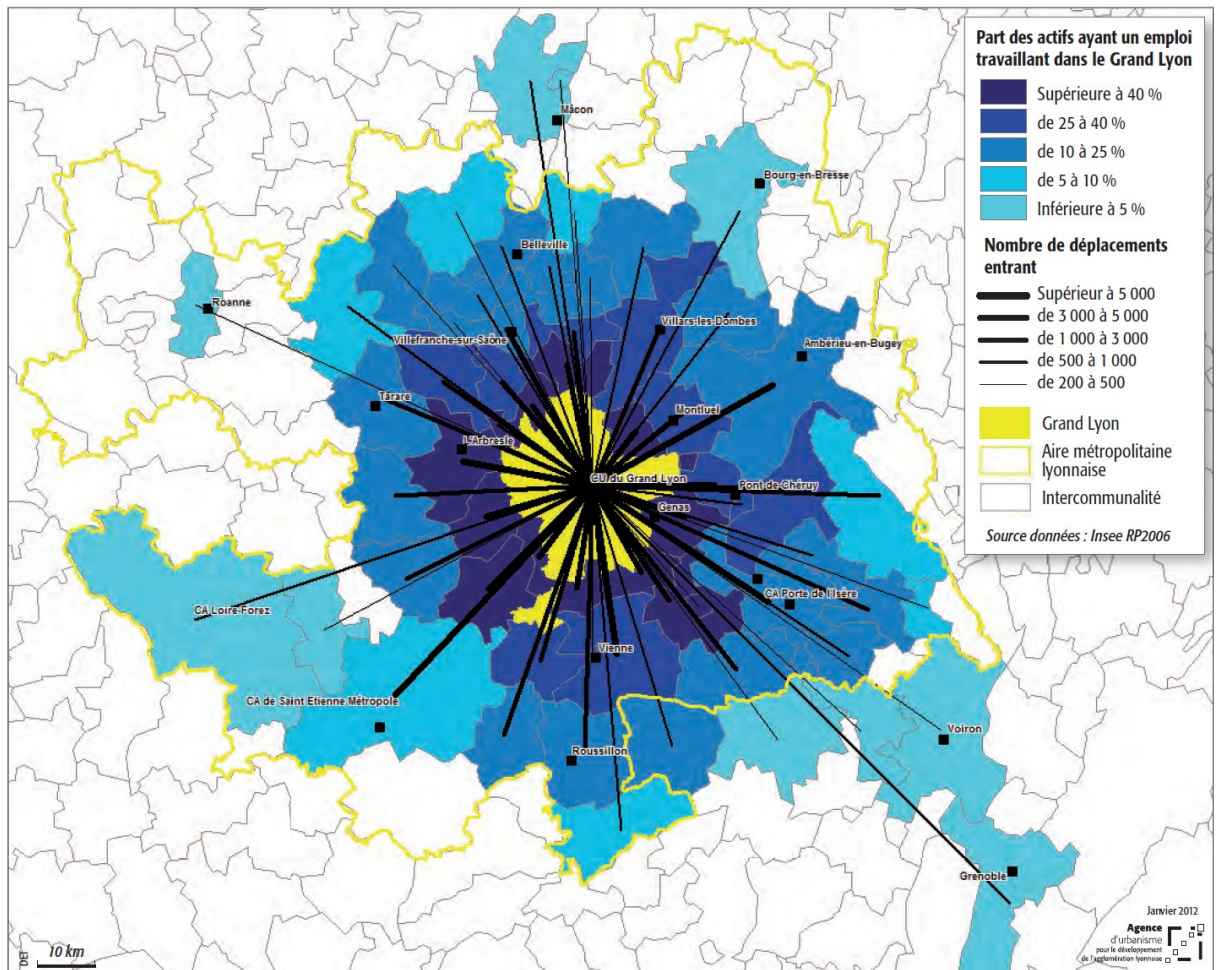 Part des actifs ayant un emploi
travaillant dans le Grand Lyon
Supérieure à 40 %
de 25 à 40 %
de 10 à 25 %
de 5 à 10 %
Inférieure à 5 %
Nombre de déplacements
entrant
Supérieur à 5 000
de 3 000 à 5 000
de 1 000 à 3 000
de 500 à 1 000
de 200 à 500
Grand Lyon
Aire métropolitaine
lyonnaise
Intercommunalité
Source données : Insee RP2006
Mâcon
Bourg-en-Bresse
Belleville
Roanne
Villars-les-Dombes
Villefranche-sur-Saône
Ambérieu-en-Bugey
Tarare
Montluel
L'Arbresle
CU du Grand Lyon
Pont-de-Chéruy
Genas
CA Porte de l'Isère
CA Loire-Forez
Vienne
CA de Saint Etienne Métropole
Voiron
Roussillon
Grenoble
Janvier 2012
Agence
d'urbanisme
pour le développement
de l'agglomération lyonnaise
10 km